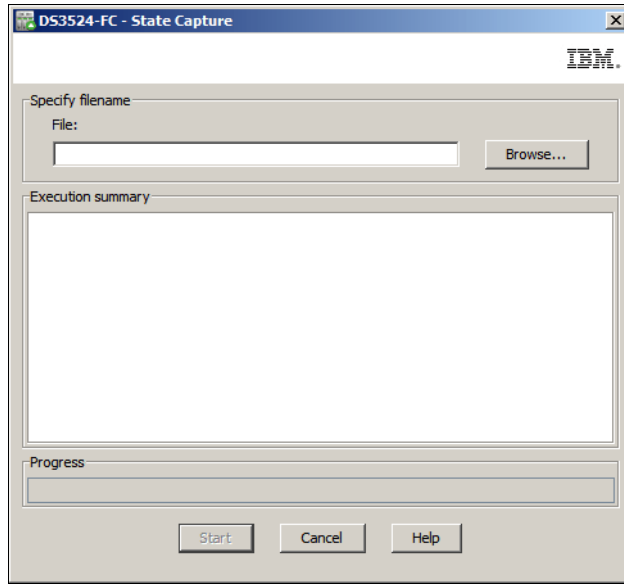 DS3524-FC - State Capture
IBM.
Specify filename
File:
Browse...
Execution summary
Progress
Start Cancel Help